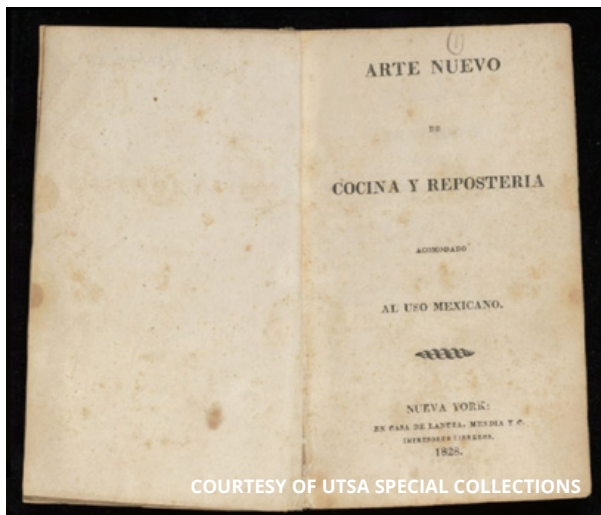 (1)
ARTE NUEVO
DE
COCINA Y REPOSTERIA
ACOMODADO
AL USO MEXICANO.
NUEVA YORK:
EN CASA DE LANUZA, MENDIA Y C.
IMPRESORES LIBREROS.
1828.
COURTESY OF UTSA SPECIAL COLLECTIONS